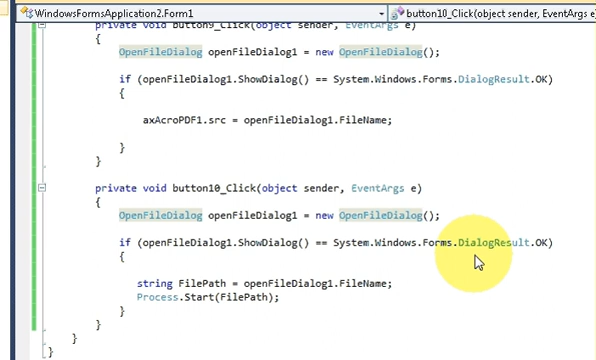 WindowsFormsApplication2.Form1 button10_Click(object sender, EventArgs e
private void button9_Click(object sender, EventArgs e)
{
OpenFileDialog openFileDialog1 = new OpenFileDialog();
if (openFileDialog1.ShowDialog() == System.Windows.Forms.DialogResult.OK)
{
axAcroPDF1.src = openFileDialog1.FileName;
}
}
private void button10_Click(object sender, EventArgs e)
{
OpenFileDialog openFileDialog1 = new OpenFileDialog();
if (openFileDialog1.ShowDialog() == System.Windows.Forms.DialogResult.OK)
{
string FilePath = openFileDialog1.FileName;
Process.Start(FilePath);
}
}
}
}